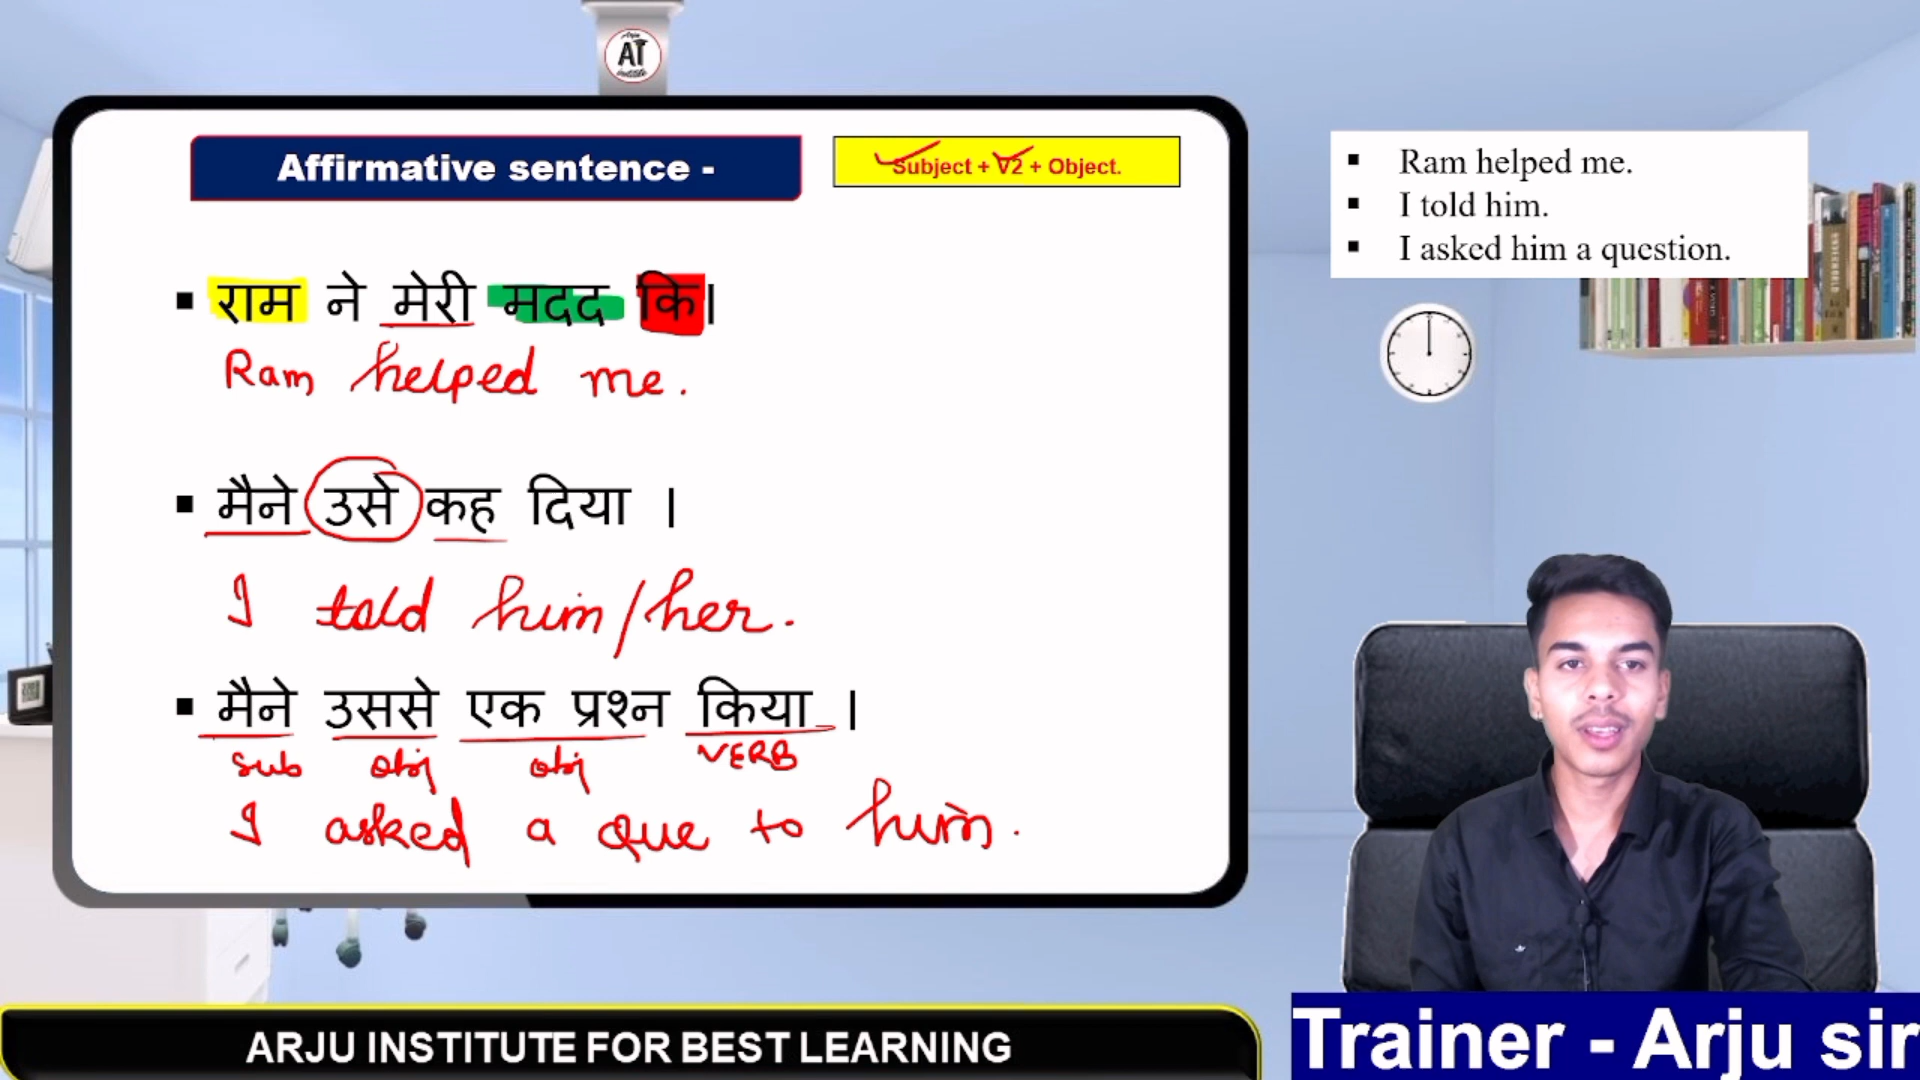 Arju
AT
institute
Affirmative sentence -
Subject + V2 + Object.
▪ राम ने मेरी मदद कि।
Ram helped me.
▪ मैने उसे कह दिया ।
I told him/her.
▪ मैने उससे एक प्रश्न किया ।
sub obj obj VERB
I asked a que to him.
▪ Ram helped me.
▪ I told him.
▪ I asked him a question.
ARJU INSTITUTE FOR BEST LEARNING
Trainer - Arju sir